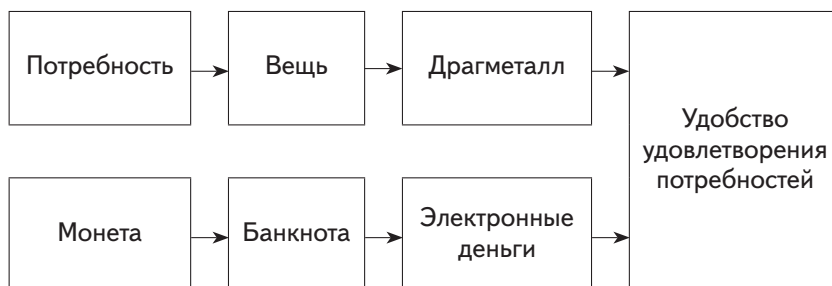 Потребность
Вещь
Драгметалл
Удобство
удовлетворения
потребностей
Монета
Банкнота
Электронные
деньги